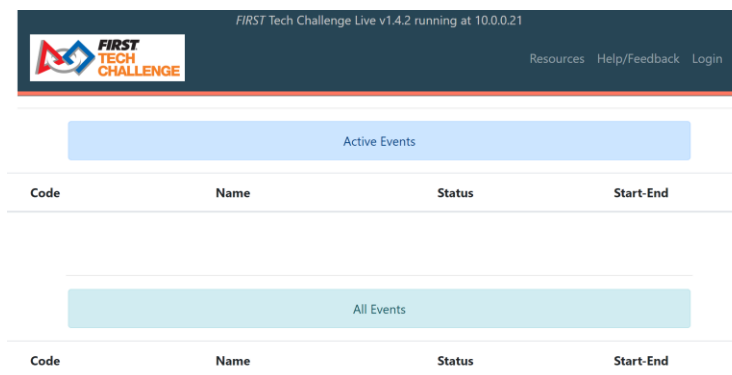 FIRST Tech Challenge Live v1.4.2 running at 10.0.0.21
FIRST
TECH
CHALLENGE
Resources Help/Feedback Login
Active Events
Code Name Status Start-End
All Events
Code Name Status Start-End